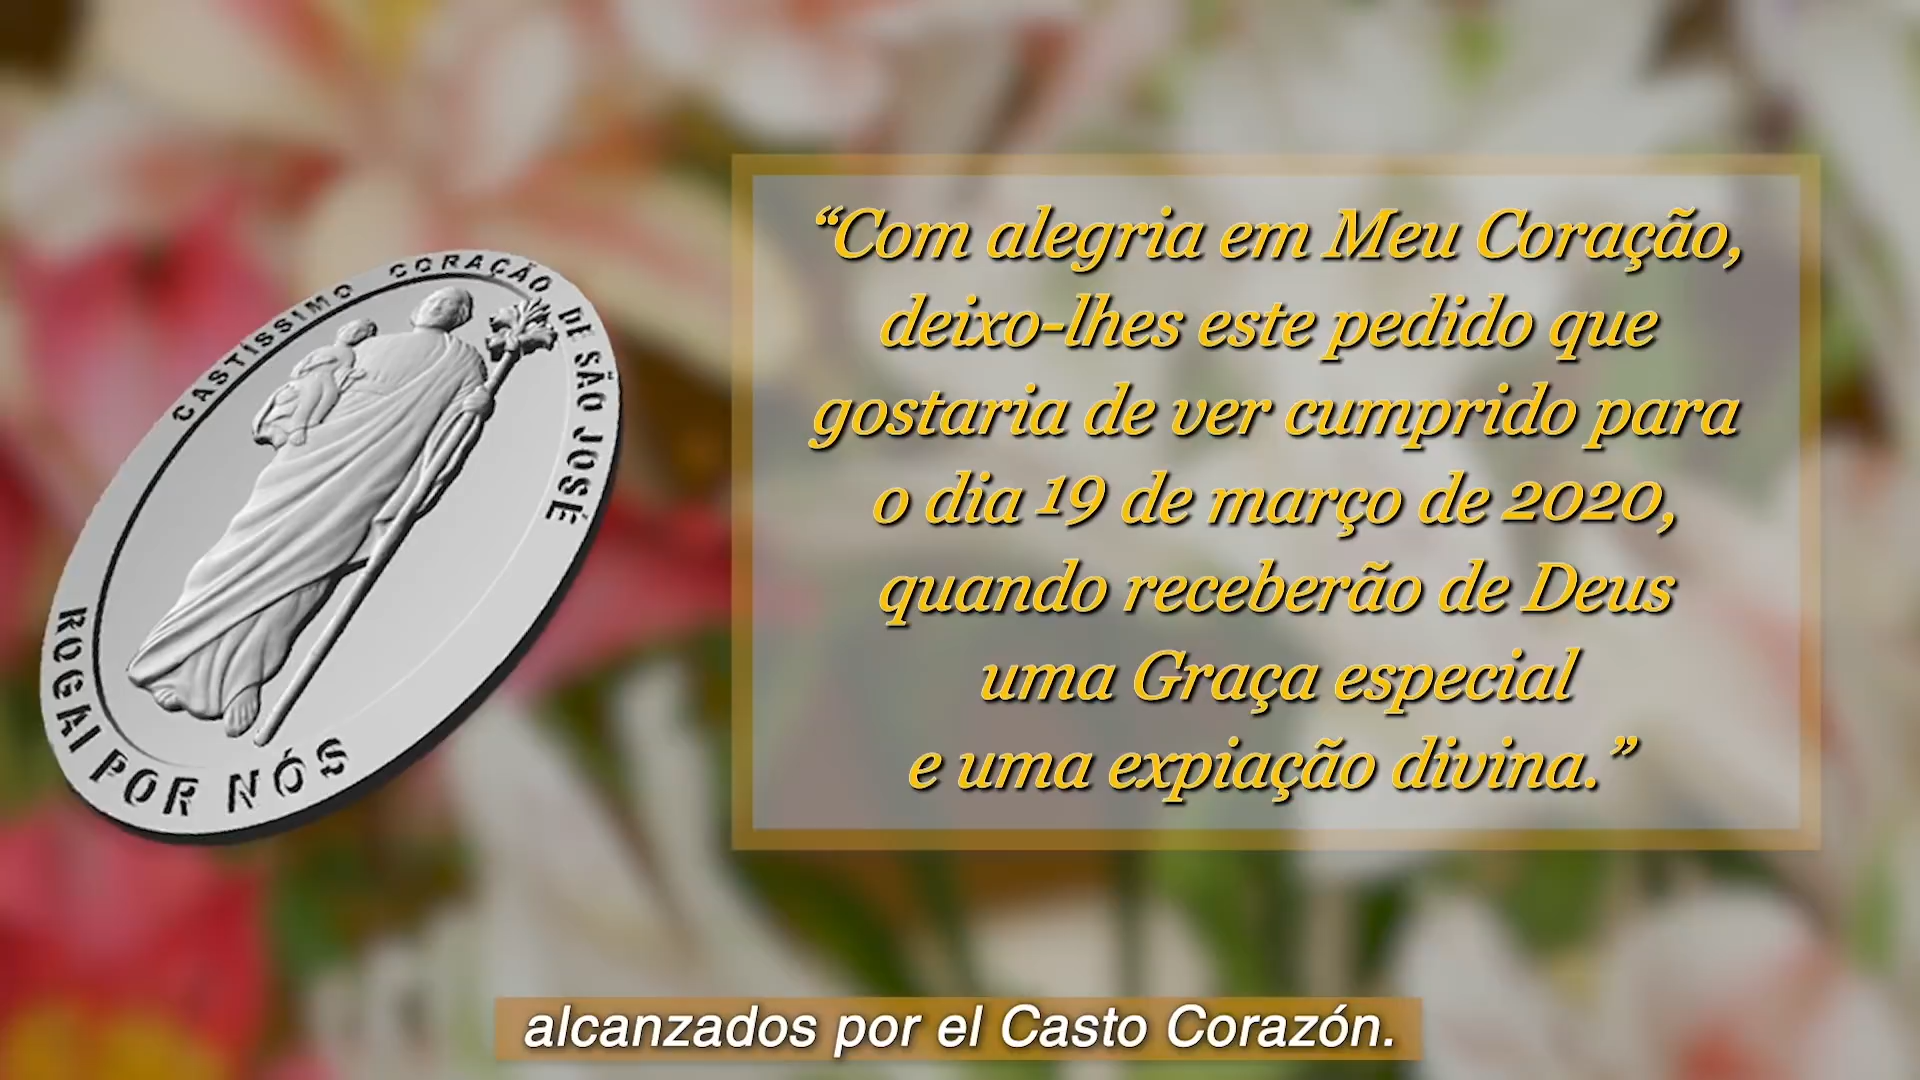 CASTÍSSIMO CORAÇÃO DE SÃO JOSÉ
ROGAI POR NÓS
“Com alegria em Meu Coração,
deixo-lhes este pedido que
gostaria de ver cumprido para
o dia 19 de março de 2020,
quando receberão de Deus
uma Graça especial
e uma expiação divina.”
alcanzados por el Casto Corazón.